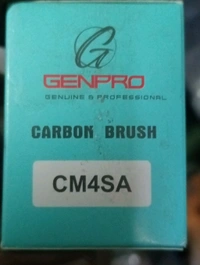 G
GENPRO
GENUINE & PROFESSIONAL
CARBON BRUSH
CM4SA